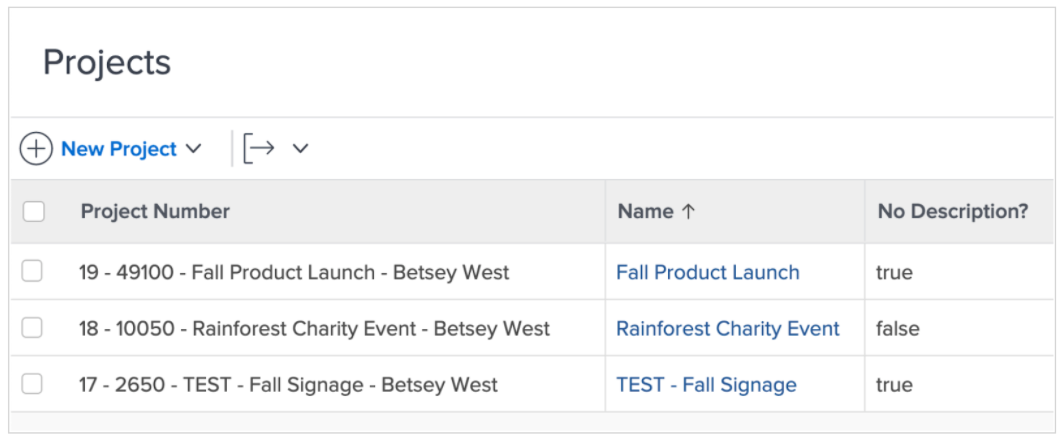 Projects
New Project
Project Number Name ↑ No Description?
19 - 49100 - Fall Product Launch - Betsey West Fall Product Launch true
18 - 10050 - Rainforest Charity Event - Betsey West Rainforest Charity Event false
17 - 2650 - TEST - Fall Signage - Betsey West TEST - Fall Signage true